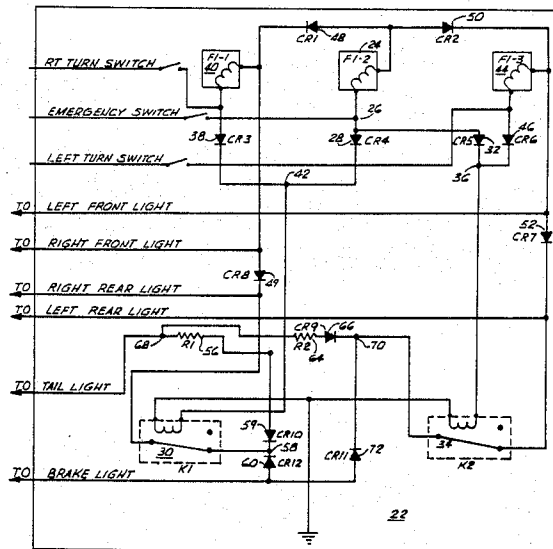 50
CR1
48
CR2
F1-1
40
F1-2
24
F1-3
44
RT TURN SWITCH
26
EMERGENCY SWITCH
38
CR3
28
CR4
CR5
32
46
CR6
LEFT TURN SWITCH
42
36
TO LEFT FRONT LIGHT
52
CR7
TO RIGHT FRONT LIGHT
CR8
49
TO RIGHT REAR LIGHT
TO LEFT REAR LIGHT
CR9
66
68
R1
56
R2
64
70
TO TAIL LIGHT
59
CR10
58
30
K1
60
CR12
CR11
72
34
K2
TO BRAKE LIGHT
22